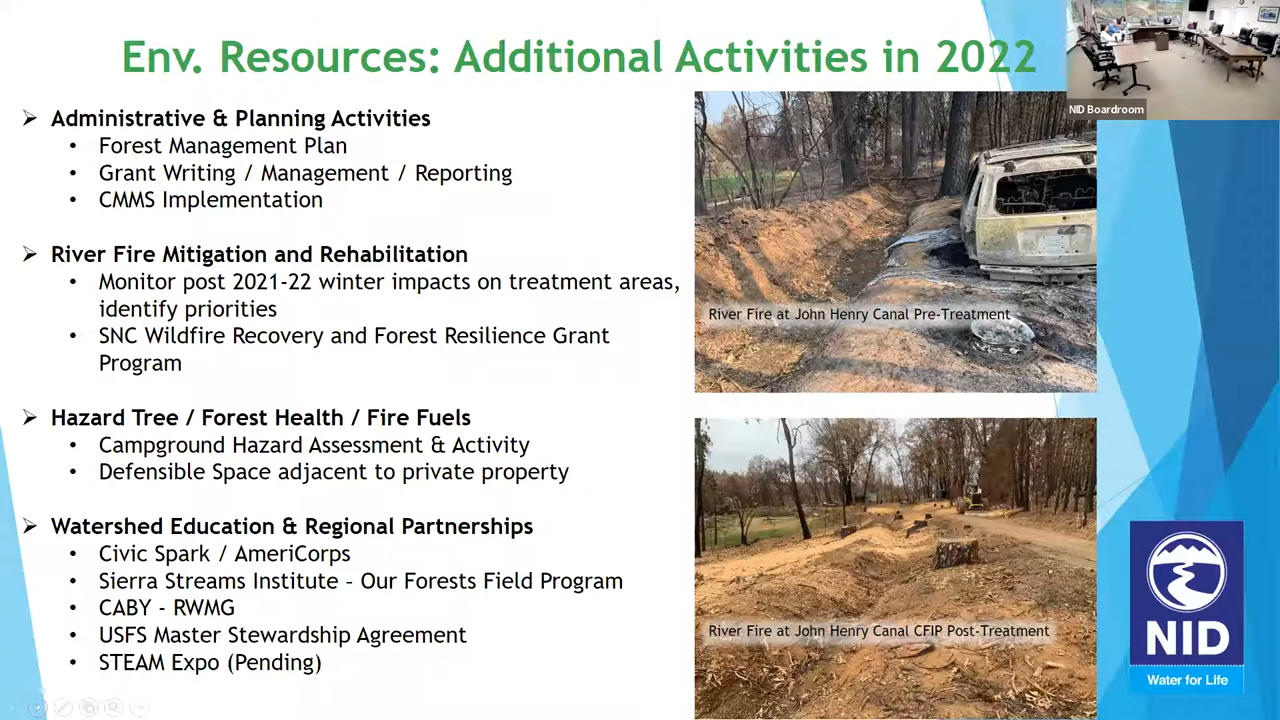 Env. Resources: Additional Activities in 2022
NID Boardroom
Administrative & Planning Activities
Forest Management Plan
Grant Writing / Management / Reporting
CMMS Implementation
River Fire Mitigation and Rehabilitation
Monitor post 2021-22 winter impacts on treatment areas,
identify priorities
SNC Wildfire Recovery and Forest Resilience Grant
Program
Hazard Tree / Forest Health / Fire Fuels
Campground Hazard Assessment & Activity
Defensible Space adjacent to private property
Watershed Education & Regional Partnerships
Civic Spark / AmeriCorps
Sierra Streams Institute – Our Forests Field Program
CABY - RWMG
USFS Master Stewardship Agreement
STEAM Expo (Pending)
River Fire at John Henry Canal Pre-Treatment
River Fire at John Henry Canal CFIP Post-Treatment
NID
Water for Life